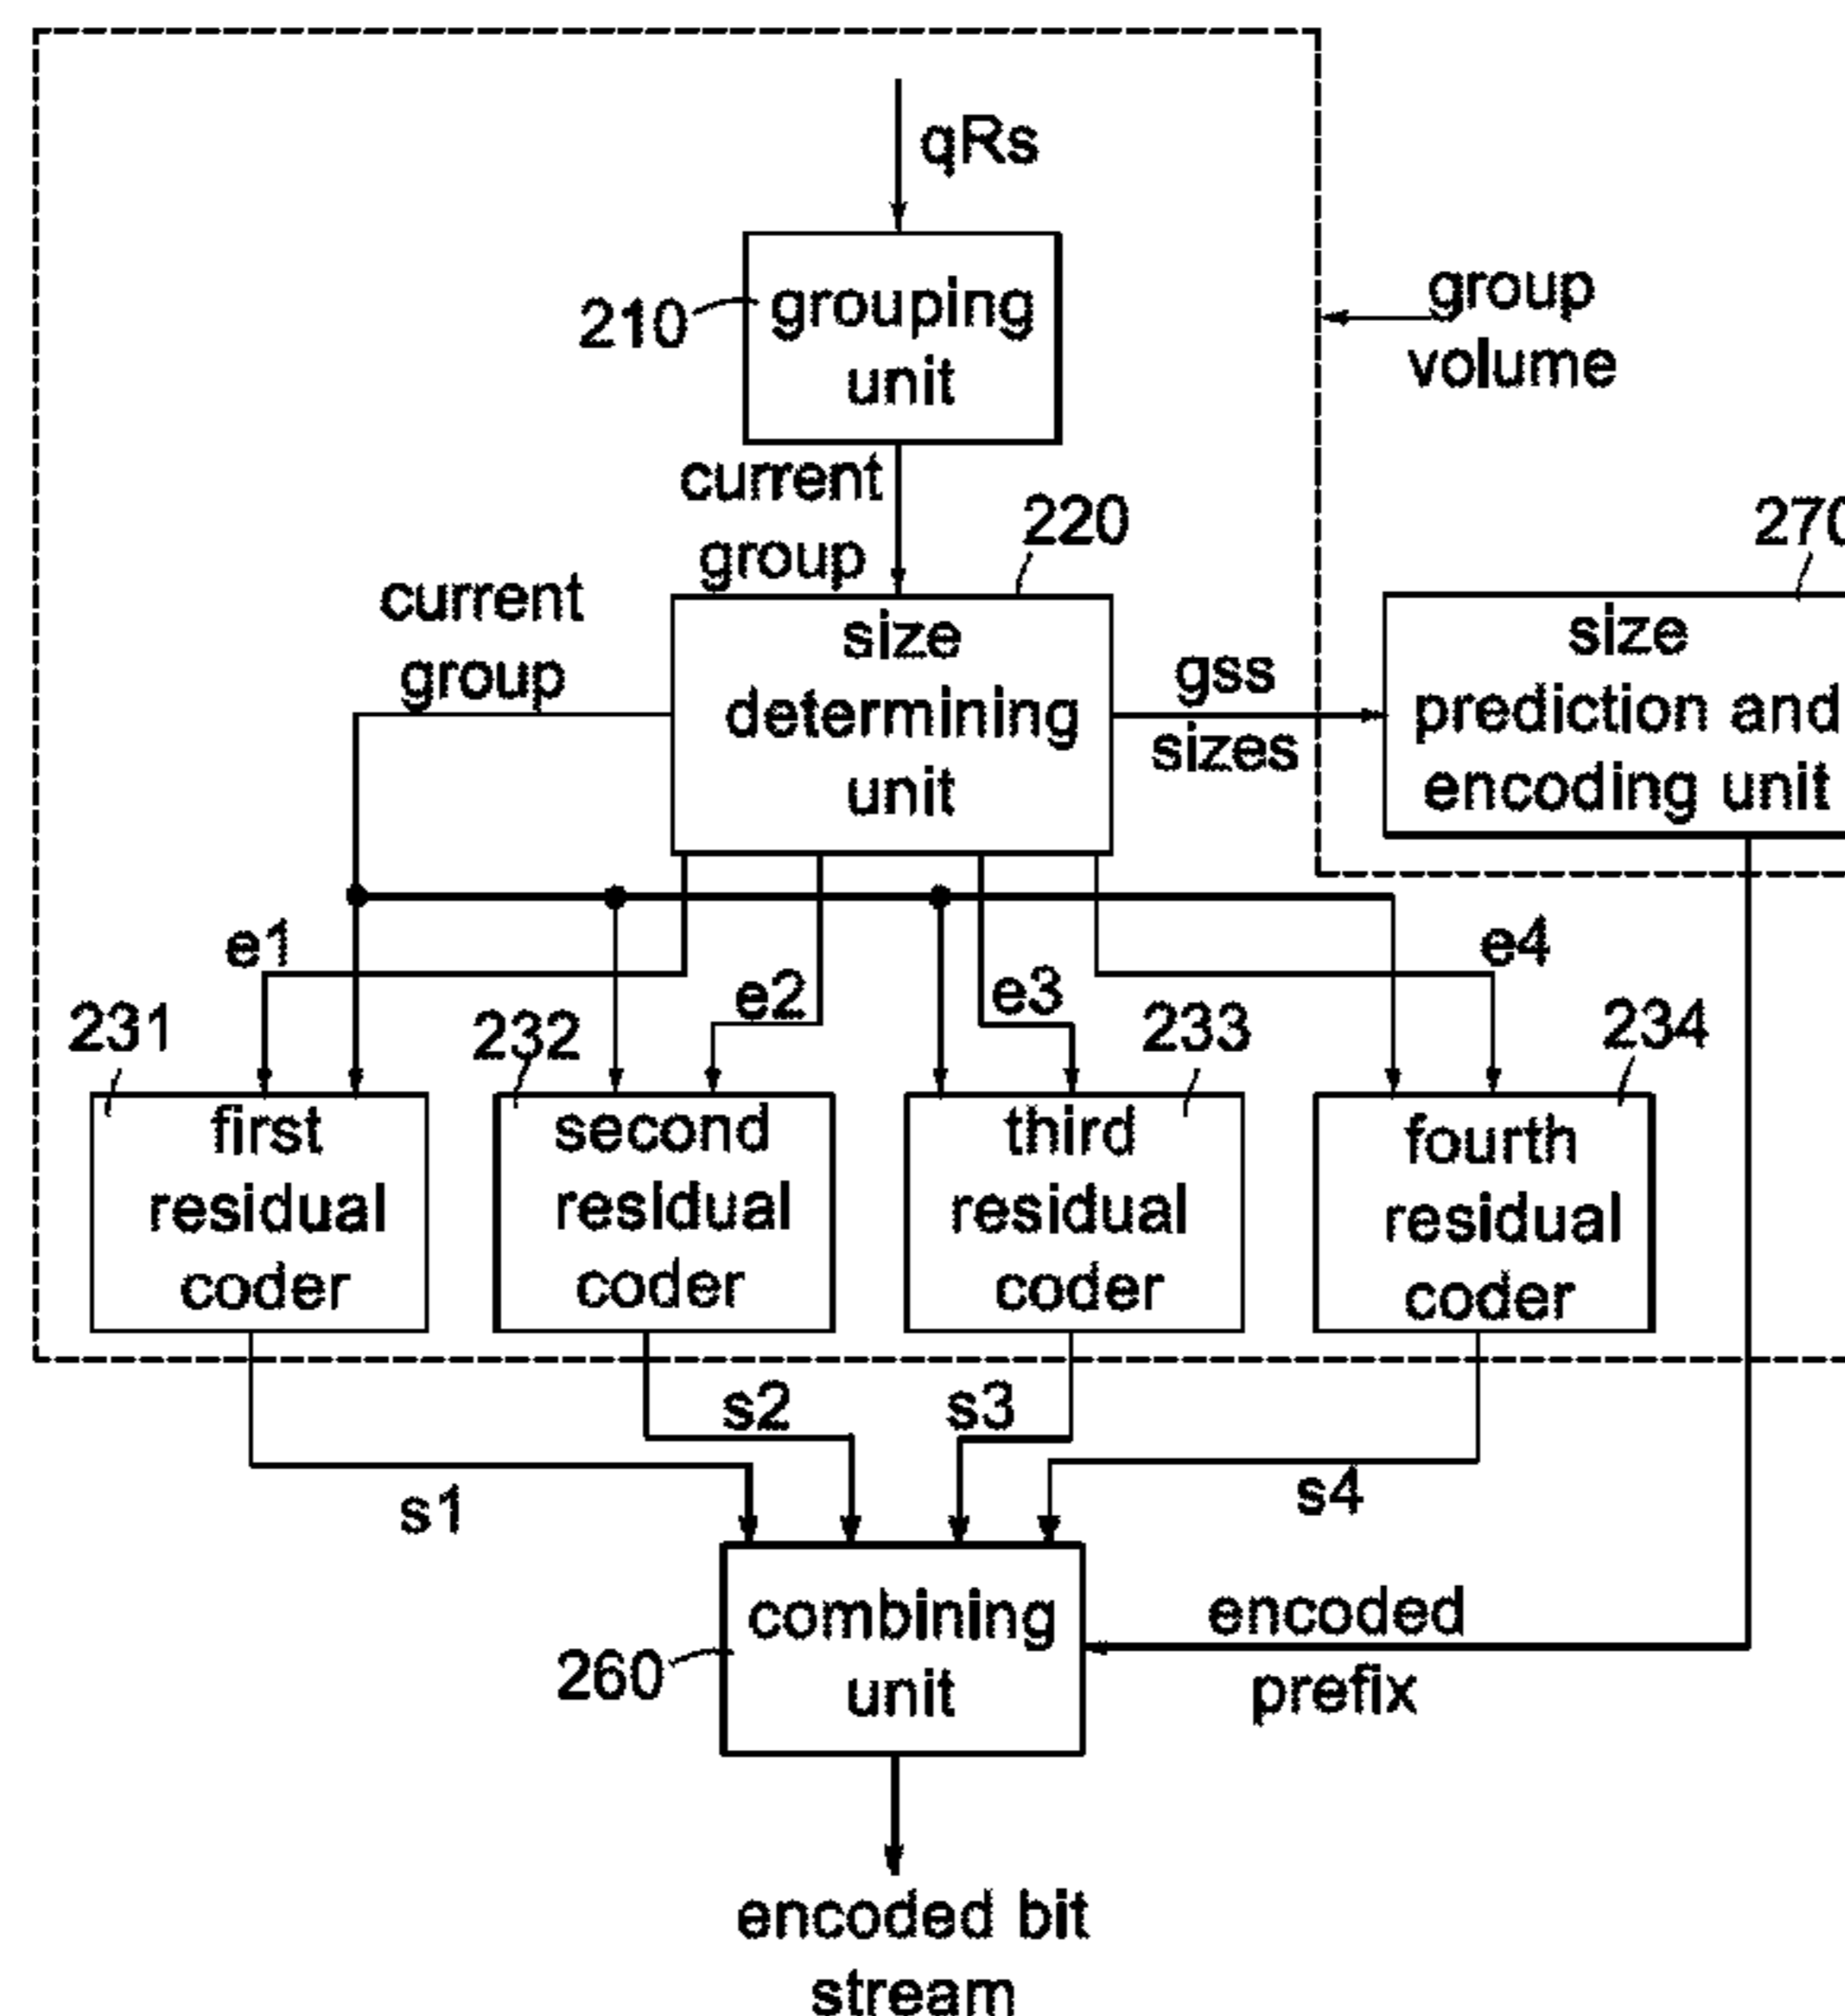 qRs
210
grouping
unit
group
volume
current
group
220
270
current
group
size
determining
unit
gss
sizes
size
prediction and
encoding unit
e1
e2
e3
e4
231
232
233
234
first
residual
coder
second
residual
coder
third
residual
coder
fourth
residual
coder
s1
s2
s3
s4
260
combining
unit
encoded
prefix
encoded bit
stream